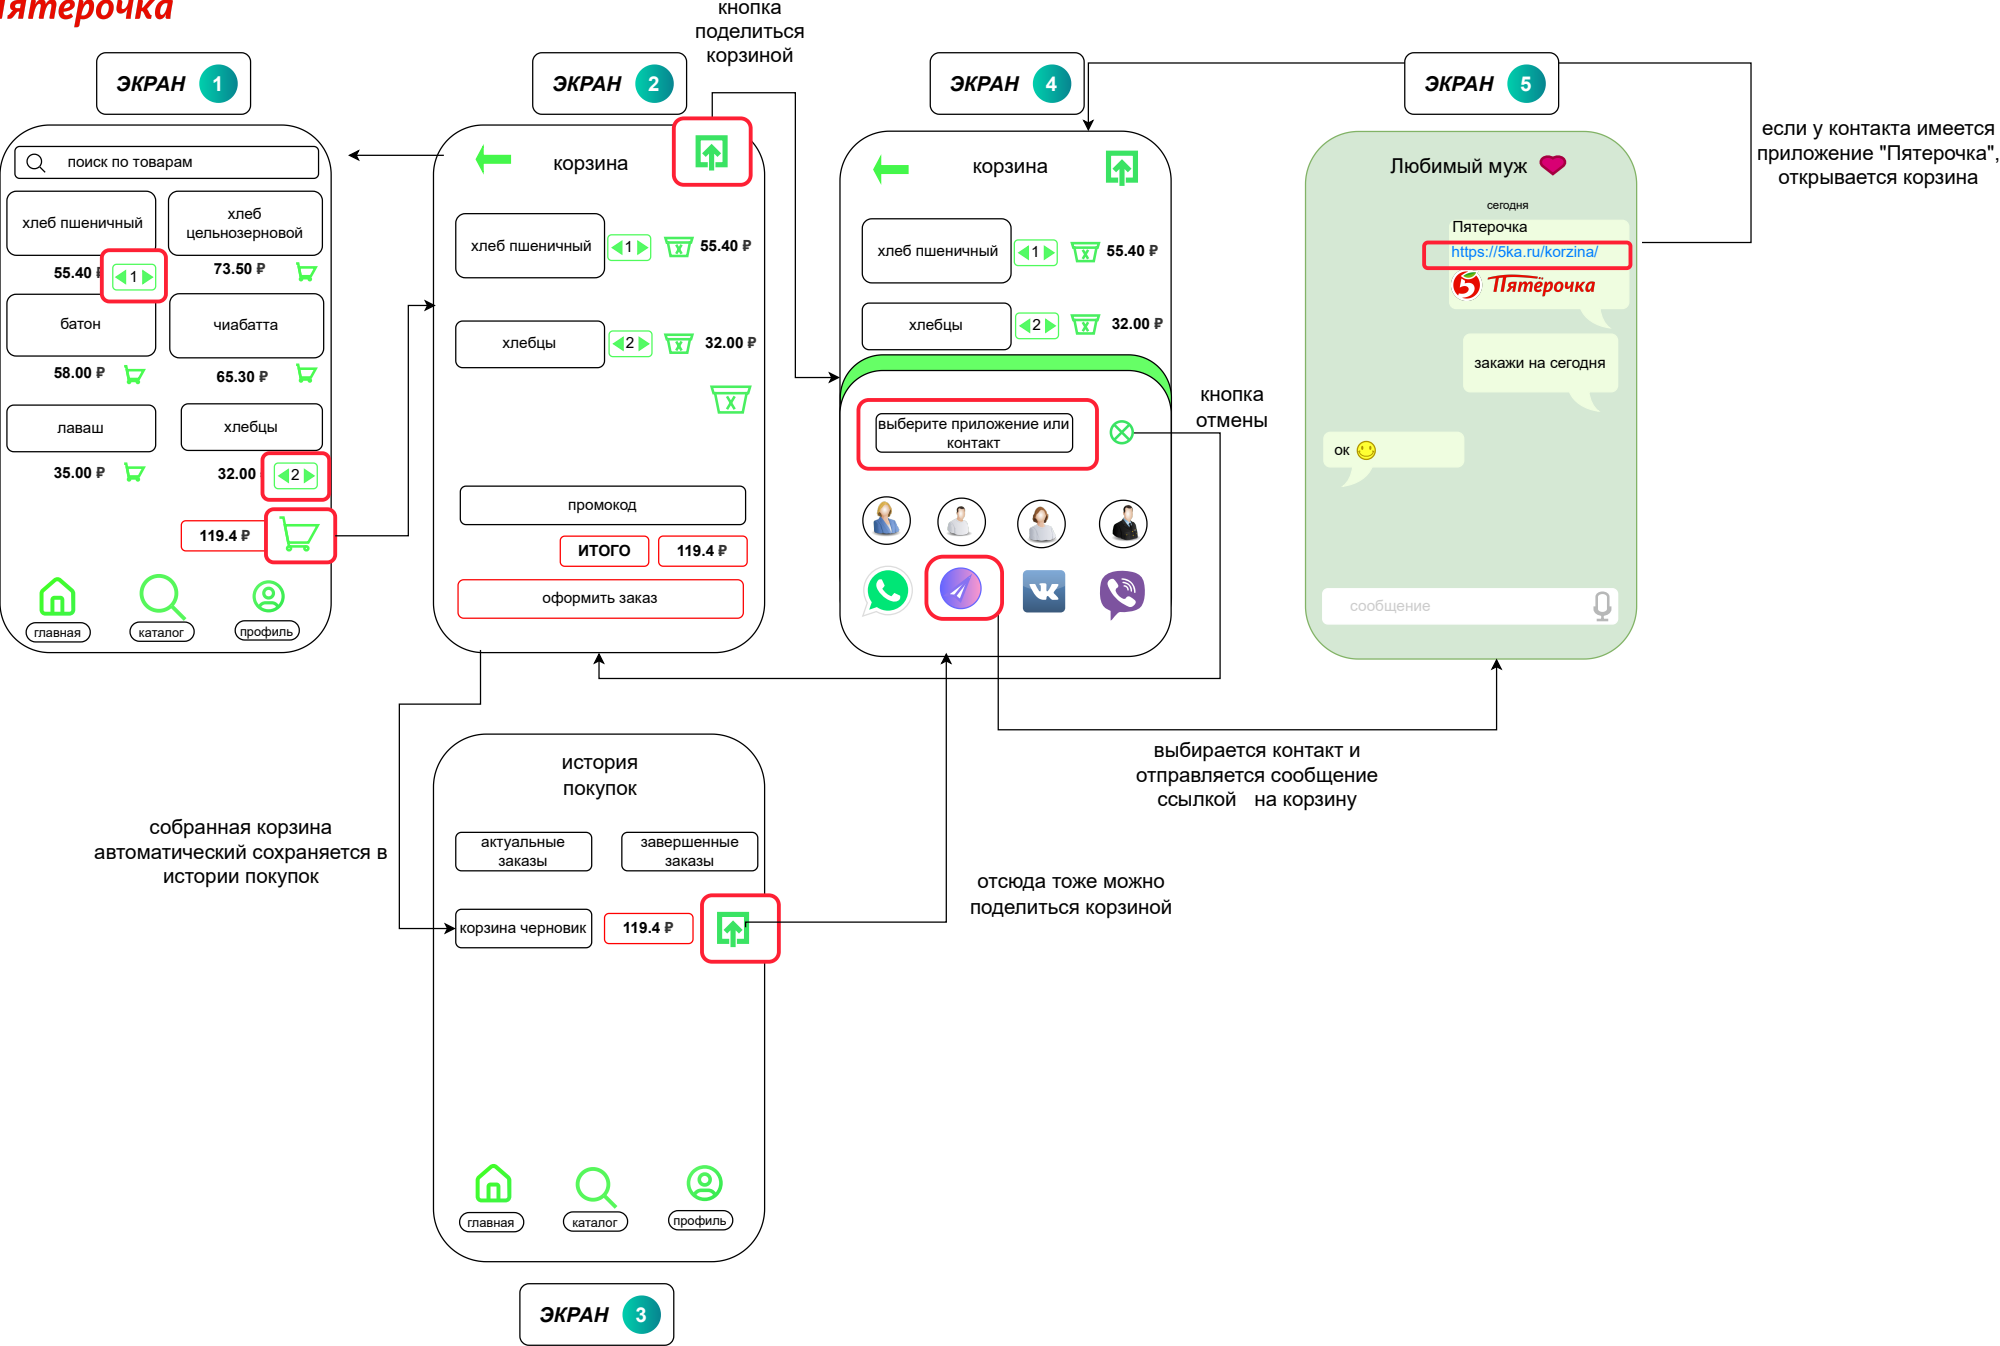 Пятерочка
ЭКРАН 1
поиск по товарам
хлеб пшеничный
хлеб
цельнозерновой
55.40 ₽
1
73.50 ₽
батон
чиабатта
58.00 ₽
65.30 ₽
лаваш
хлебцы
35.00 ₽
32.00
2
119.4 ₽
главная
каталог
профиль
кнопка
поделиться
корзиной
ЭКРАН 2
корзина
хлеб пшеничный
1
X
55.40 ₽
хлебцы
2
X
32.00 ₽
X
промокод
ИТОГО
119.4 ₽
оформить заказ
ЭКРАН 4
корзина
хлеб пшеничный
1
X
55.40 ₽
хлебцы
2
X
32.00 ₽
выберите приложение или
контакт
кнопка
отмены
ЭКРАН 5
Любимый муж
сегодня
Пятерочка
https://5ka.ru/korzina/
5 Пятёрочка
закажи на сегодня
ок
сообщение
если у контакта имеется
приложение "Пятерочка",
открывается корзина
выбирается контакт и
отправляется сообщение
ссылкой на корзину
собранная корзина
автоматический сохраняется в
истории покупок
история
покупок
актуальные
заказы
завершенные
заказы
корзина черновик
119.4 ₽
отсюда тоже можно
поделиться корзиной
главная
каталог
профиль
ЭКРАН 3